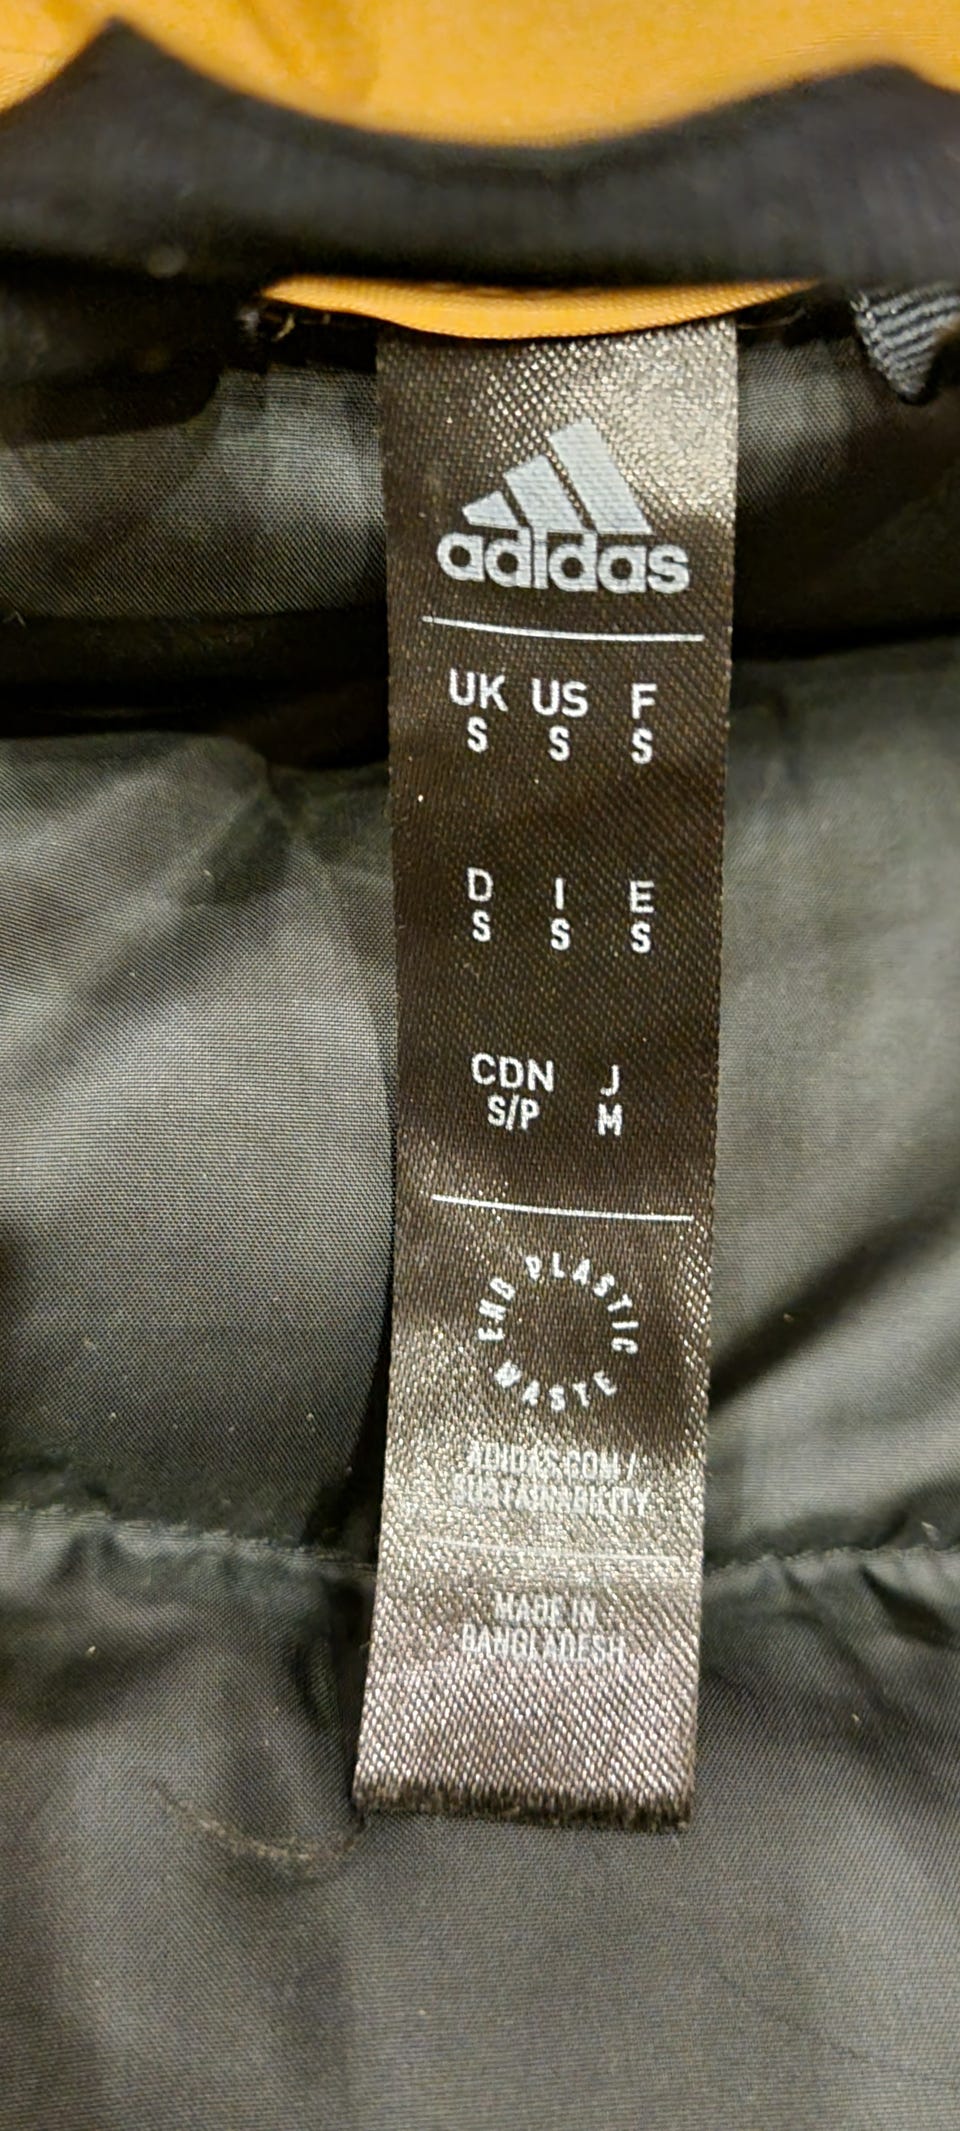 adidas
UK US F
S S S
D I E
S S S
CDN J
S/P M
END PLASTIC WASTE
ADIDAS.COM/
SUSTAINABILITY
MADE IN
BANGLADESH